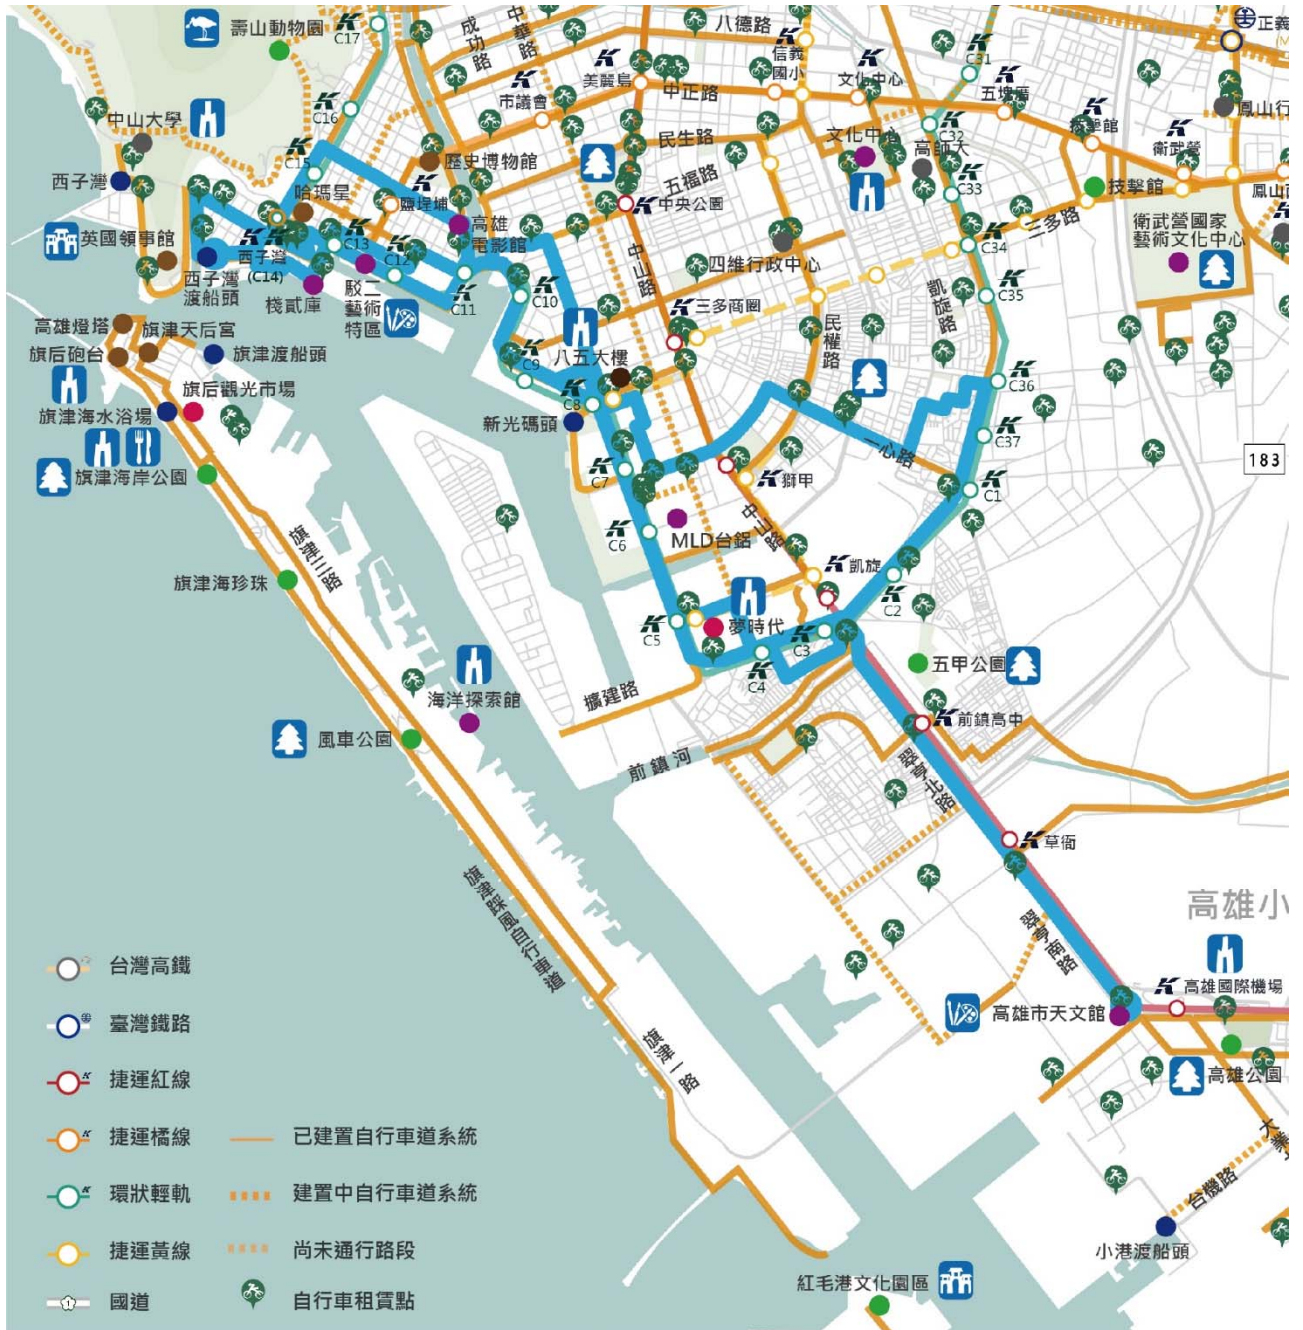 壽山動物園
C17
成功路
中華路
八德路
信義
國小
文化中心
C31
五塊厝
正義
美麗島
中正路
市議會
C16
中山大學
民生路
C32
技擊館
衛武營
鳳山行
歷史博物館
C15
五福路
文化中心
高師大
C33
西子灣
哈瑪星
鹽埕埔
中央公園
技擊館
鳳山西
高雄
電影館
三多路
C34
衛武營國家
藝術文化中心
英國領事館
C13
C12
西子灣
(C14)
西子灣
渡船頭
棧貳庫
駁二
藝術
特區
C11
C10
中山路
四維行政中心
凱旋路
C35
三多商圈
民權路
高雄燈塔
旗津天后宮
旗后砲台
旗津渡船頭
C9
八五大樓
C36
旗后觀光市場
旗津海水浴場
C8
新光碼頭
C37
一心路
183
旗津海岸公園
C7
獅甲
C1
旗津三路
C6
MLD台鋁
中山路
旗津海珍珠
凱旋
C2
C5
夢時代
C3
C4
五甲公園
擴建路
海洋探索館
前鎮高中
風車公園
前鎮河
翠亨北路
草衙
旗津踩風自行車道
高雄小
翠亨南路
台灣高鐵
高雄國際機場
高雄市天文館
臺灣鐵路
旗津一路
捷運紅線
高雄公園
捷運橘線
已建置自行車道系統
大業
環狀輕軌
建置中自行車道系統
台機路
捷運黃線
尚未通行路段
小港渡船頭
紅毛港文化園區
1
國道
自行車租賃點